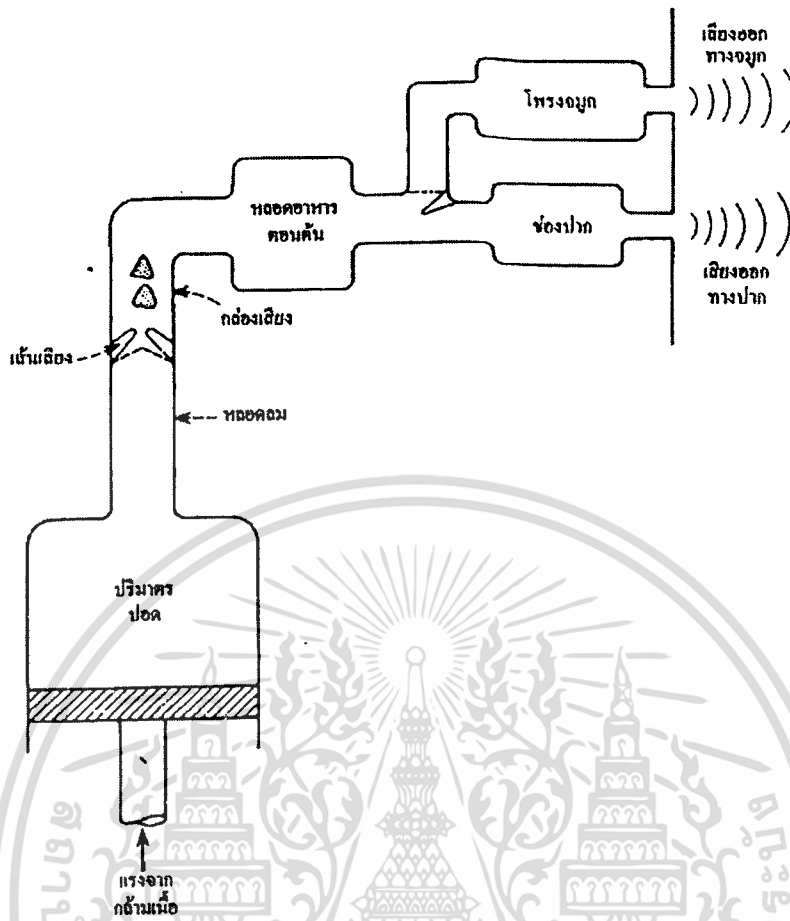 เสียงออก
ทางจมูก
โพรงจมูก
หลอดอาหาร
ตอนต้น
ช่องปาก
เสียงออก
ทางปาก
กล่องเสียง
เส้นเสียง
หลอดลม
ปริมาตร
ปอด
แรงจาก
กล้ามเนื้อ